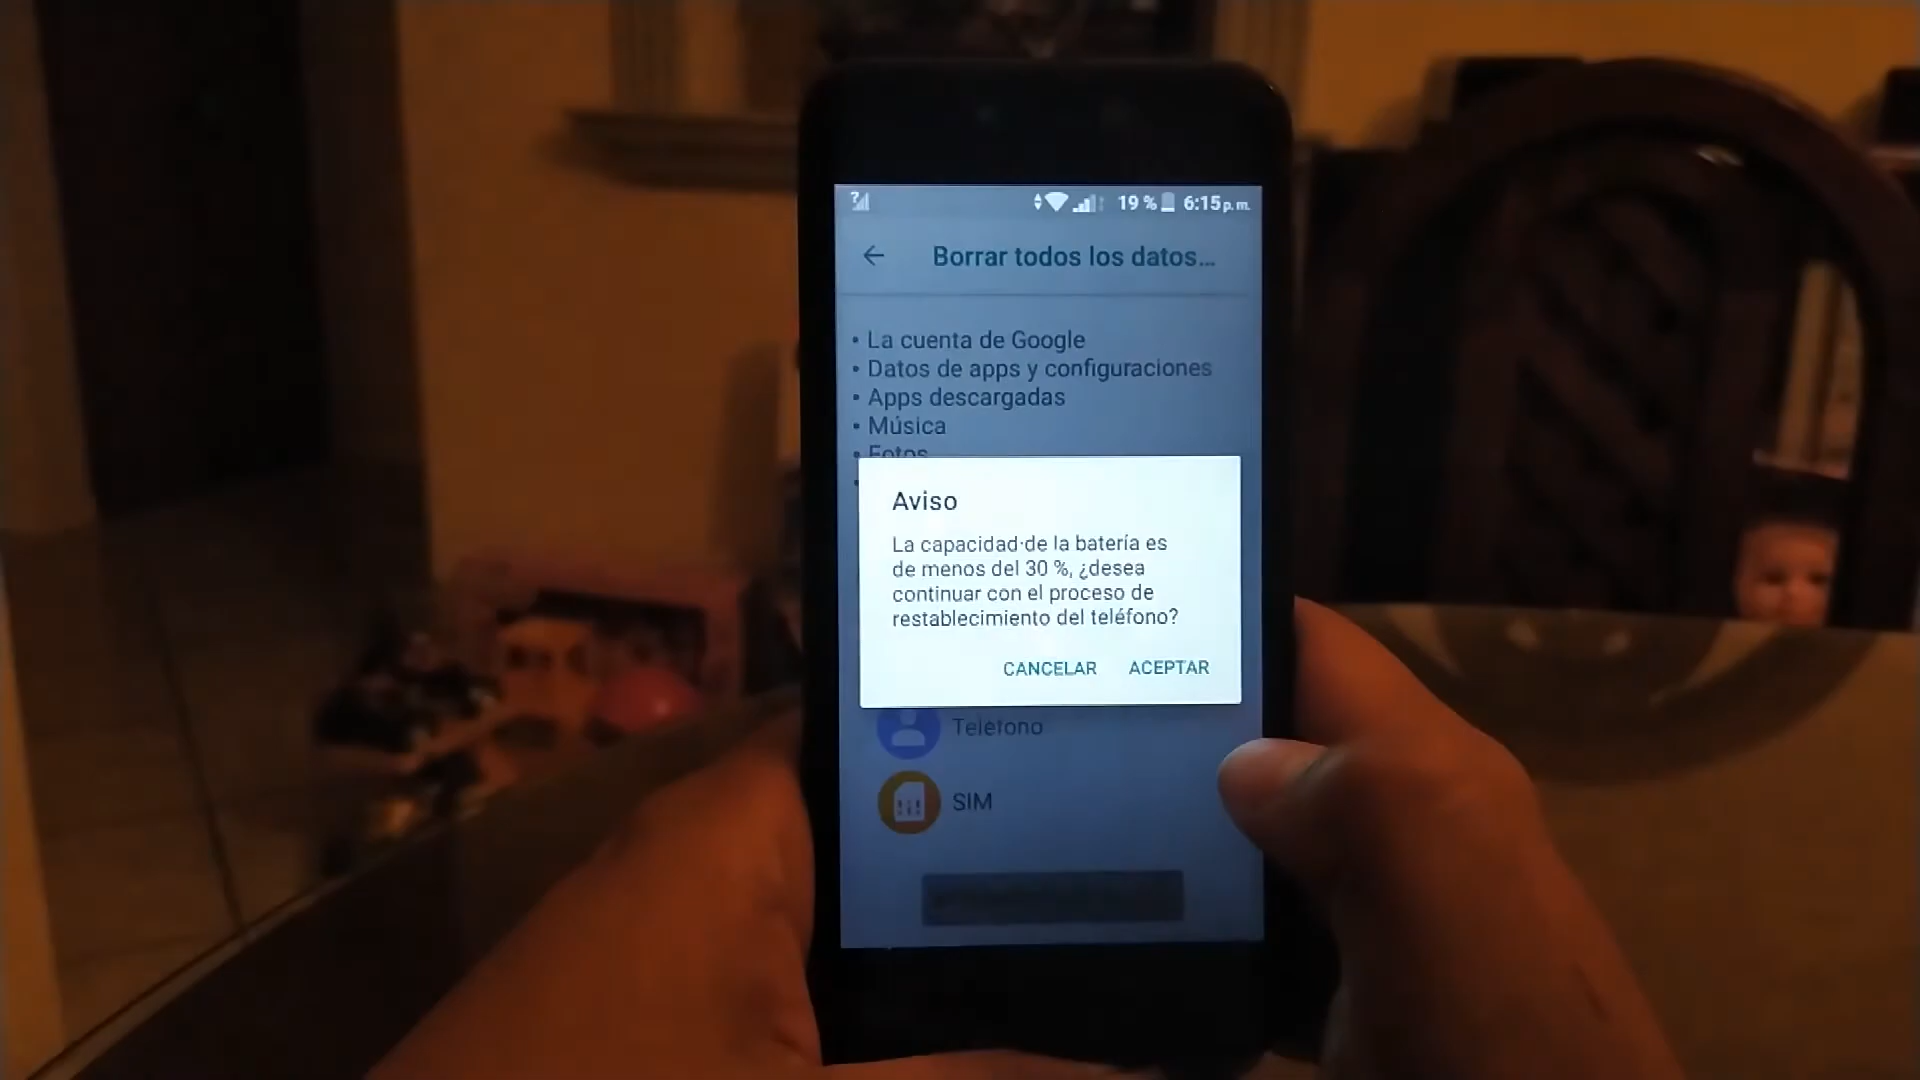 19 % 6:15 p. m.
Borrar todos los datos...
• La cuenta de Google
• Datos de apps y configuraciones
• Apps descargadas
• Música
• Fotos
Aviso
La capacidad de la batería es
de menos del 30 %, ¿desea
continuar con el proceso de
restablecimiento del teléfono?
CANCELAR ACEPTAR
Teléfono
SIM